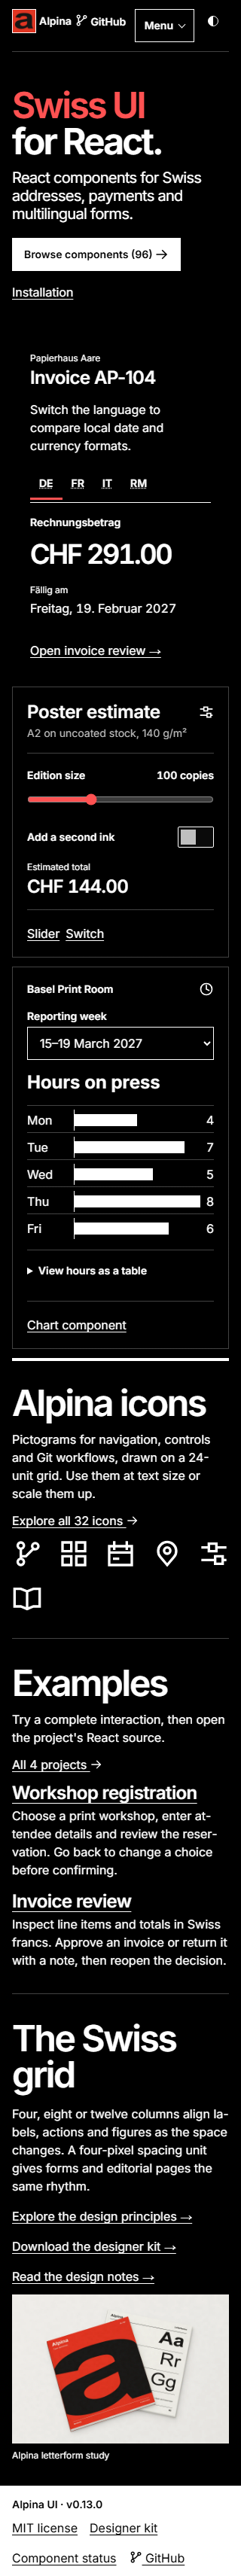 a Alpina GitHub Menu
Swiss UI
for React.
React components for Swiss
addresses, payments and
multilingual forms.
Browse components (96) →
Installation
Papierhaus Aare
Invoice AP-104
Switch the language to
compare local date and
currency formats.
DE FR IT RM
Rechnungsbetrag
CHF 291.00
Fällig am
Freitag, 19. Februar 2027
Open invoice review →
Poster estimate
A2 on uncoated stock, 140 g/m²
Edition size 100 copies
Add a second ink
Estimated total
CHF 144.00
Slider Switch
Basel Print Room
Reporting week
15–19 March 2027
Hours on press
Mon 4
Tue 7
Wed 5
Thu 8
Fri 6
View hours as a table
Chart component
Alpina icons
Pictograms for navigation, controls
and Git workflows, drawn on a 24-
unit grid. Use them at text size or
scale them up.
Explore all 32 icons →
Examples
Try a complete interaction, then open
the project's React source.
All 4 projects →
Workshop registration
Choose a print workshop, enter at-
tendee details and review the reser-
vation. Go back to change a choice
before confirming.
Invoice review
Inspect line items and totals in Swiss
francs. Approve an invoice or return it
with a note, then reopen the decision.
The Swiss
grid
Four, eight or twelve columns align la-
bels, actions and figures as the space
changes. A four-pixel spacing unit
gives forms and editorial pages the
same rhythm.
Explore the design principles →
Download the designer kit →
Read the design notes →
Alpina
a
Aa
Rr
Gg
Alpina letterform study
Alpina UI · v0.13.0
MIT license Designer kit
Component status GitHub